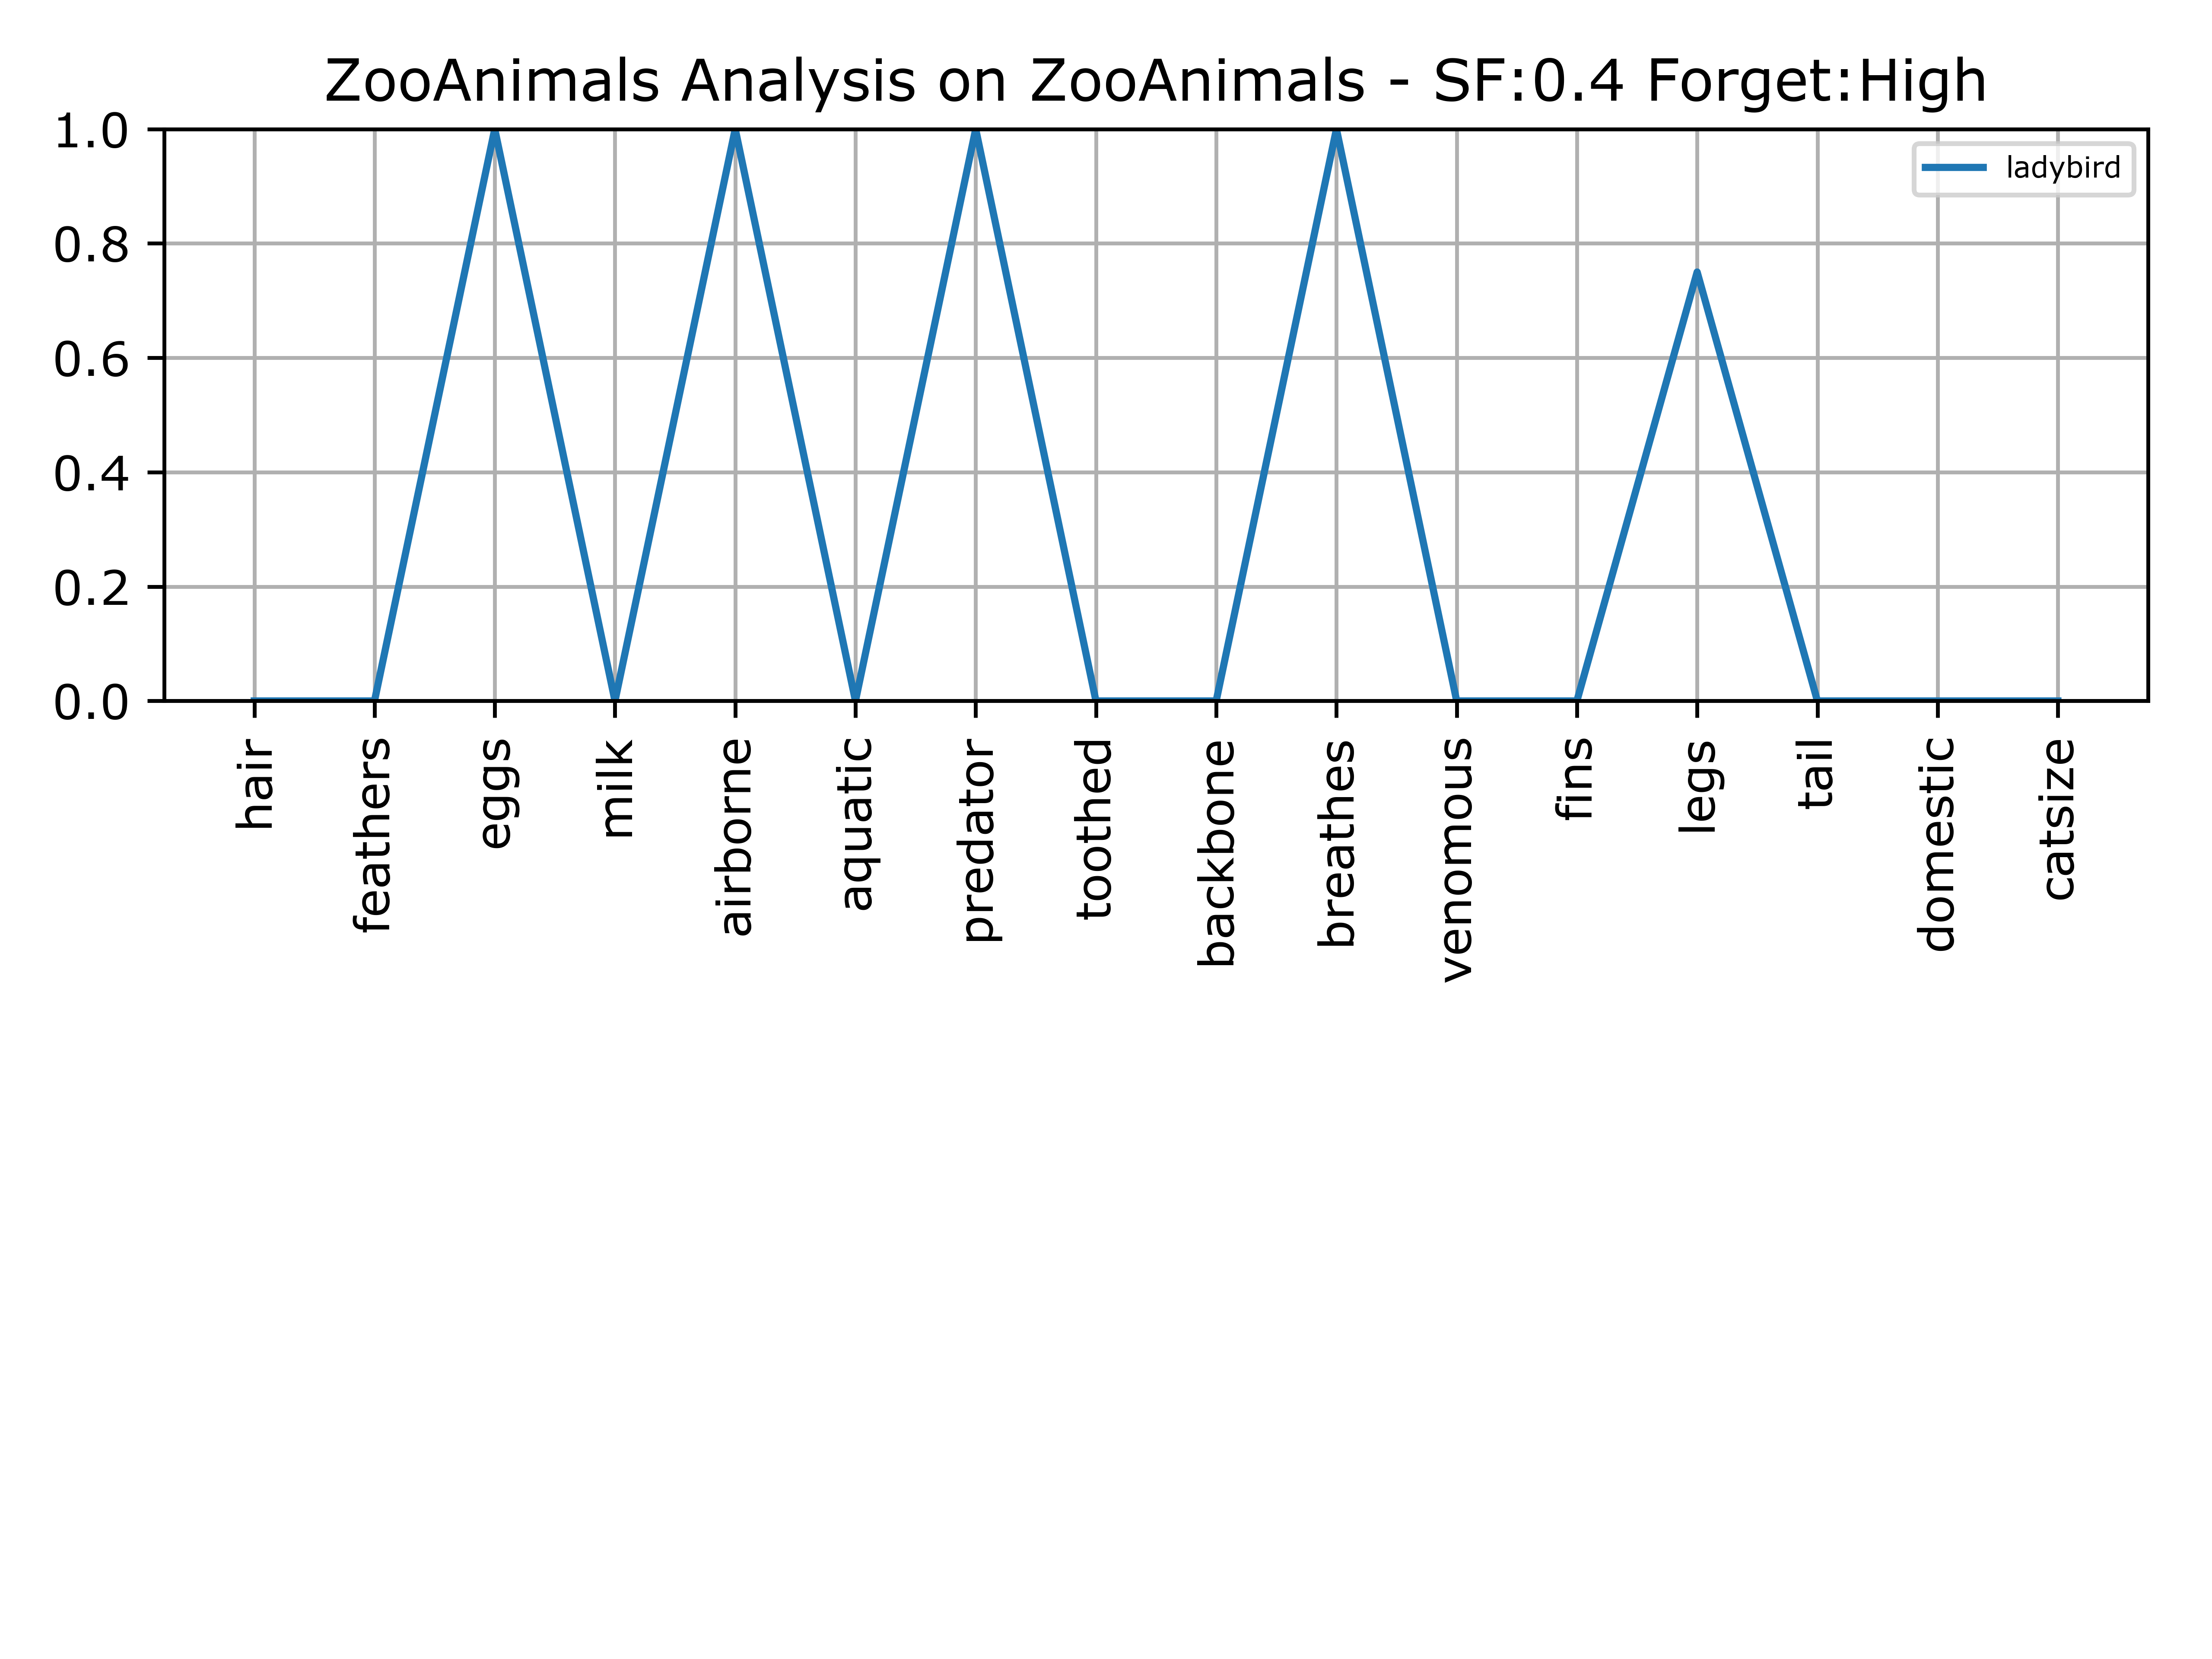 ZooAnimals Analysis on ZooAnimals - SF:0.4 Forget:High
1.0
0.8
0.6
0.4
0.2
0.0
ladybird
hair
feathers
eggs
milk
airborne
aquatic
predator
toothed
backbone
breathes
venomous
fins
legs
tail
domestic
catsize